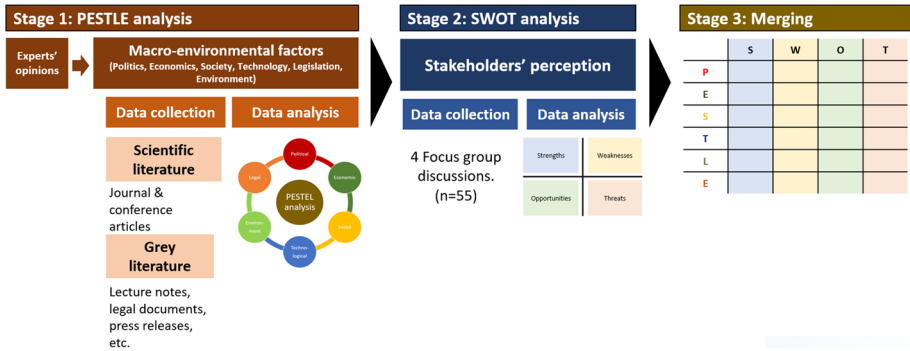 Stage 1: PESTLE analysis
Experts'
opinions
Macro-environmental factors
(Politics, Economics, Society, Technology, Legislation,
Environment)
Data collection
Data analysis
Scientific
literature
Journal &
conference
articles
Grey
literature
Lecture notes,
legal documents,
press releases,
etc.
Political
Economic
Social
Techno-
logical
Environ-
ment
Legal
PESTEL
analysis
Stage 2: SWOT analysis
Stakeholders' perception
Data collection
Data analysis
4 Focus group
discussions.
(n=55)
Strengths
Weaknesses
Opportunities
Threats
Stage 3: Merging
S W O T
P
E
S
T
L
E